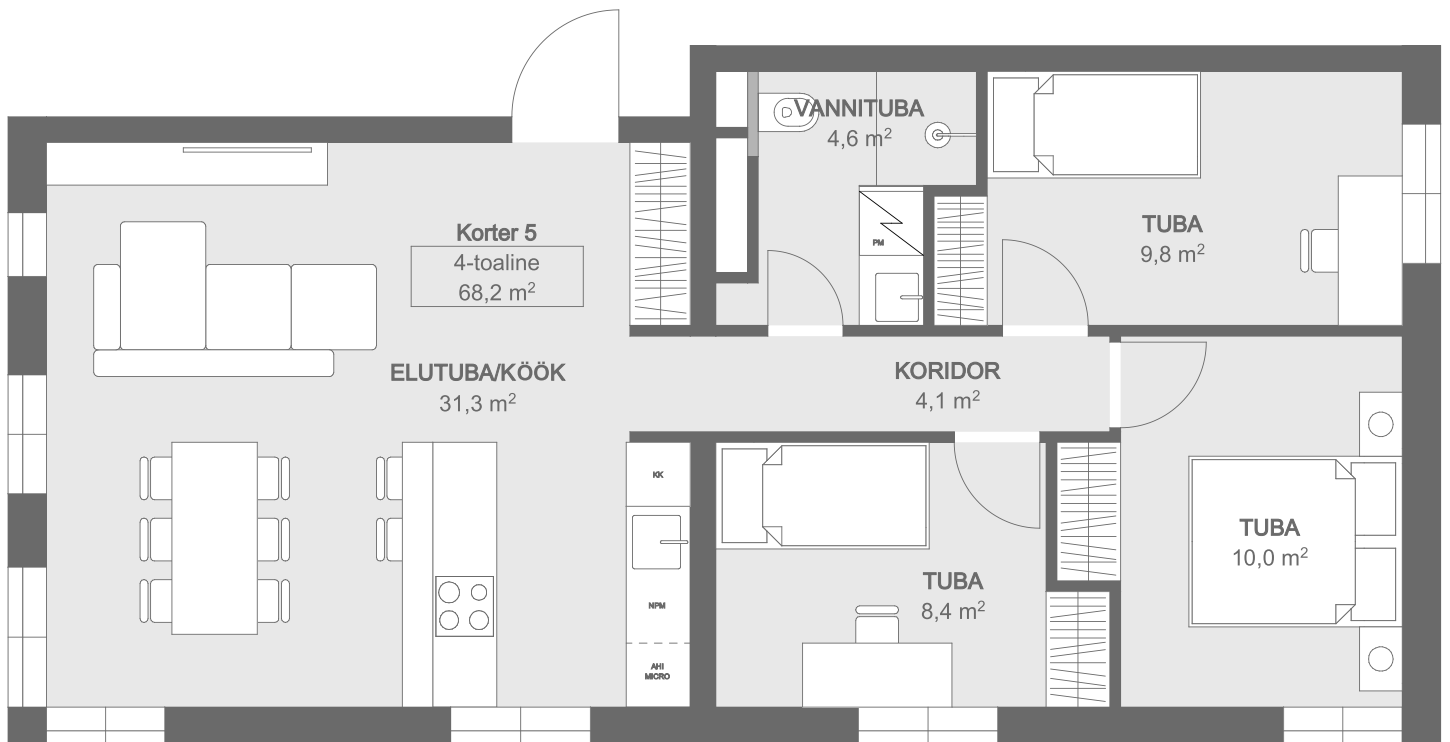 VANNITUBA
4,6 m²
Korter 5
4-toaline
68,2 m²
PM
TUBA
9,8 m²
ELUTUBA/KÖÖK
31,3 m²
KORIDOR
4,1 m²
KK
NPM
AHI
MICRO
TUBA
8,4 m²
TUBA
10,0 m²